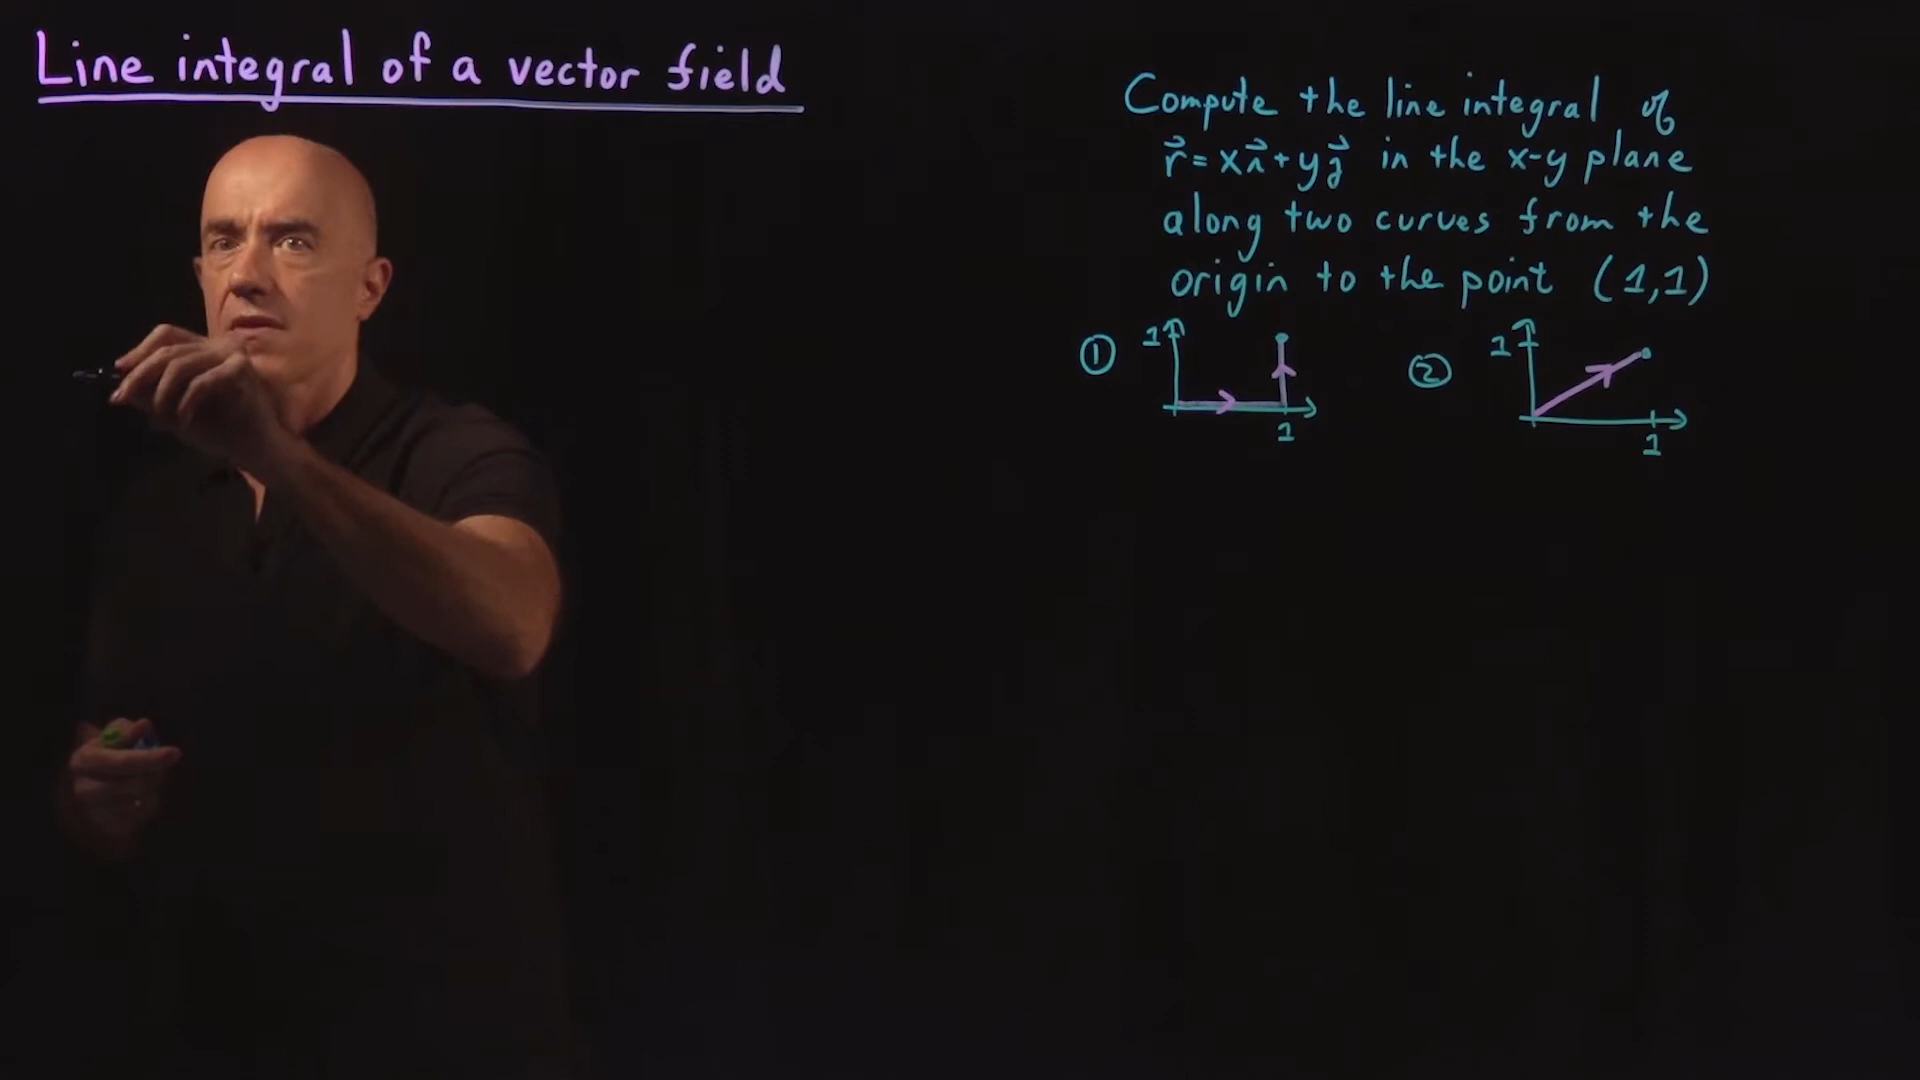 Line integral of a vector field
Compute the line integral of
r⃗ = xi⃗ + yj⃗ in the x-y plane
along two curves from the
origin to the point (1,1)
① 1 1
② 1 1